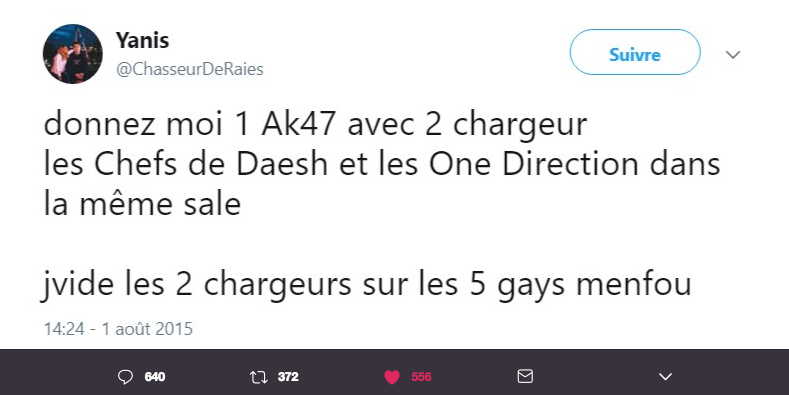 Yanis
@ChasseurDeRaies
Suivre
donnez moi 1 Ak47 avec 2 chargeur
les Chefs de Daesh et les One Direction dans
la même sale
jvide les 2 chargeurs sur les 5 gays menfou
14:24 - 1 août 2015
640 372 556